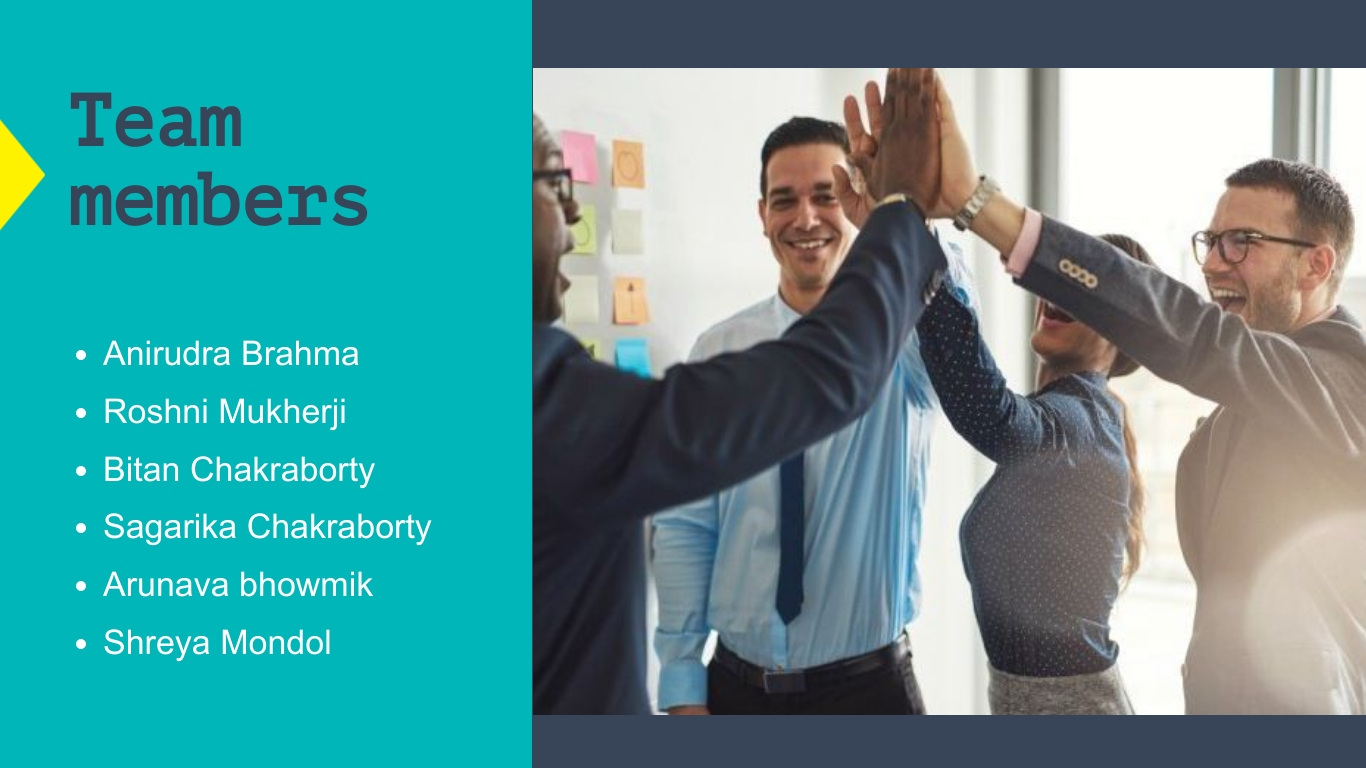 Team
members
• Anirudra Brahma
• Roshni Mukherji
• Bitan Chakraborty
• Sagarika Chakraborty
• Arunava bhowmik
• Shreya Mondol